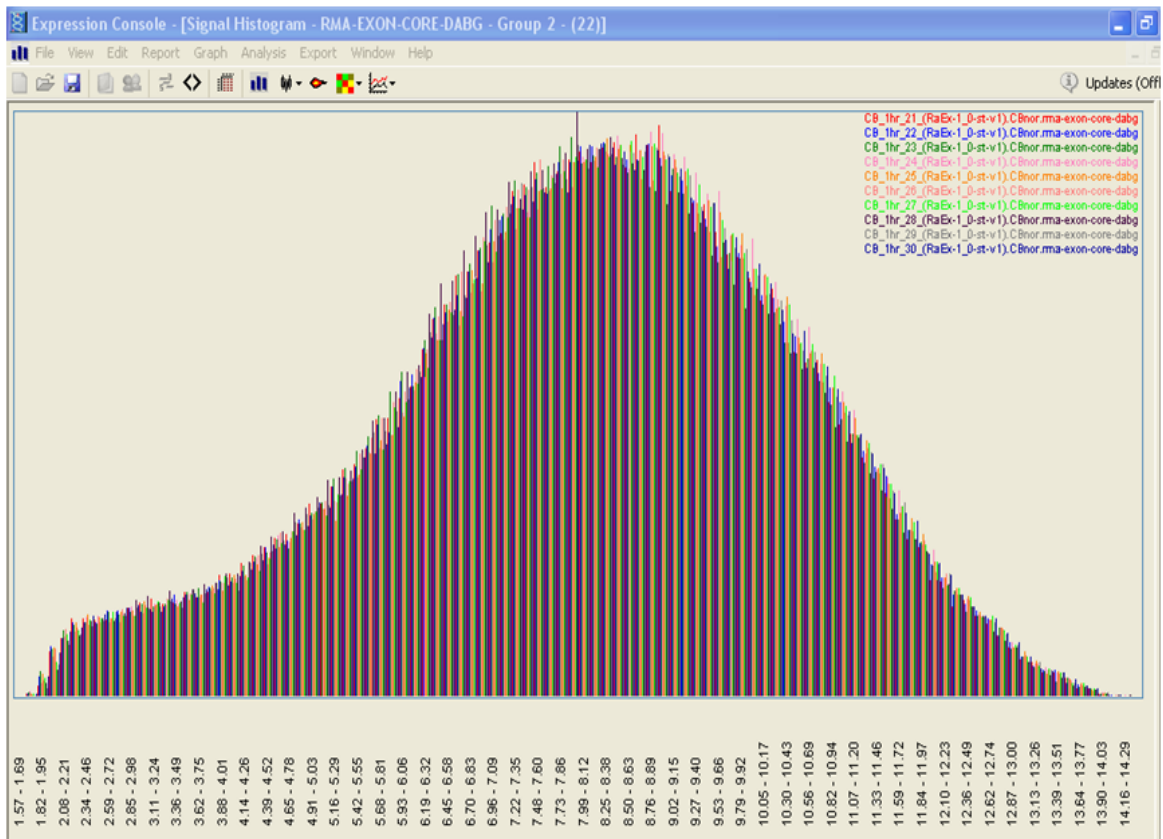 Expression Console - [Signal Histogram - RMA-EXON-CORE-DABG - Group 2 - (22)]
File View Edit Report Graph Analysis Export Window Help
Updates (Offl
CB_1hr_21_(RaEx-1_0-st-v1).CBnor.rma-exon-core-dabg
CB_1hr_22_(RaEx-1_0-st-v1).CBnor.rma-exon-core-dabg
CB_1hr_23_(RaEx-1_0-st-v1).CBnor.rma-exon-core-dabg
CB_1hr_24_(RaEx-1_0-st-v1).CBnor.rma-exon-core-dabg
CB_1hr_25_(RaEx-1_0-st-v1).CBnor.rma-exon-core-dabg
CB_1hr_26_(RaEx-1_0-st-v1).CBnor.rma-exon-core-dabg
CB_1hr_27_(RaEx-1_0-st-v1).CBnor.rma-exon-core-dabg
CB_1hr_28_(RaEx-1_0-st-v1).CBnor.rma-exon-core-dabg
CB_1hr_29_(RaEx-1_0-st-v1).CBnor.rma-exon-core-dabg
CB_1hr_30_(RaEx-1_0-st-v1).CBnor.rma-exon-core-dabg
1.57 - 1.69
1.82 - 1.95
2.08 - 2.21
2.34 - 2.46
2.59 - 2.72
2.85 - 2.98
3.11 - 3.24
3.36 - 3.49
3.62 - 3.75
3.88 - 4.01
4.14 - 4.26
4.39 - 4.52
4.65 - 4.78
4.91 - 5.03
5.16 - 5.29
5.42 - 5.55
5.68 - 5.81
5.93 - 6.06
6.19 - 6.32
6.45 - 6.58
6.70 - 6.83
6.96 - 7.09
7.22 - 7.35
7.48 - 7.60
7.73 - 7.86
7.99 - 8.12
8.25 - 8.38
8.50 - 8.63
8.76 - 8.89
9.02 - 9.15
9.27 - 9.40
9.53 - 9.66
9.79 - 9.92
10.05 - 10.17
10.30 - 10.43
10.56 - 10.69
10.82 - 10.94
11.07 - 11.20
11.33 - 11.46
11.59 - 11.72
11.84 - 11.97
12.10 - 12.23
12.36 - 12.49
12.62 - 12.74
12.87 - 13.00
13.13 - 13.26
13.39 - 13.51
13.64 - 13.77
13.90 - 14.03
14.16 - 14.29